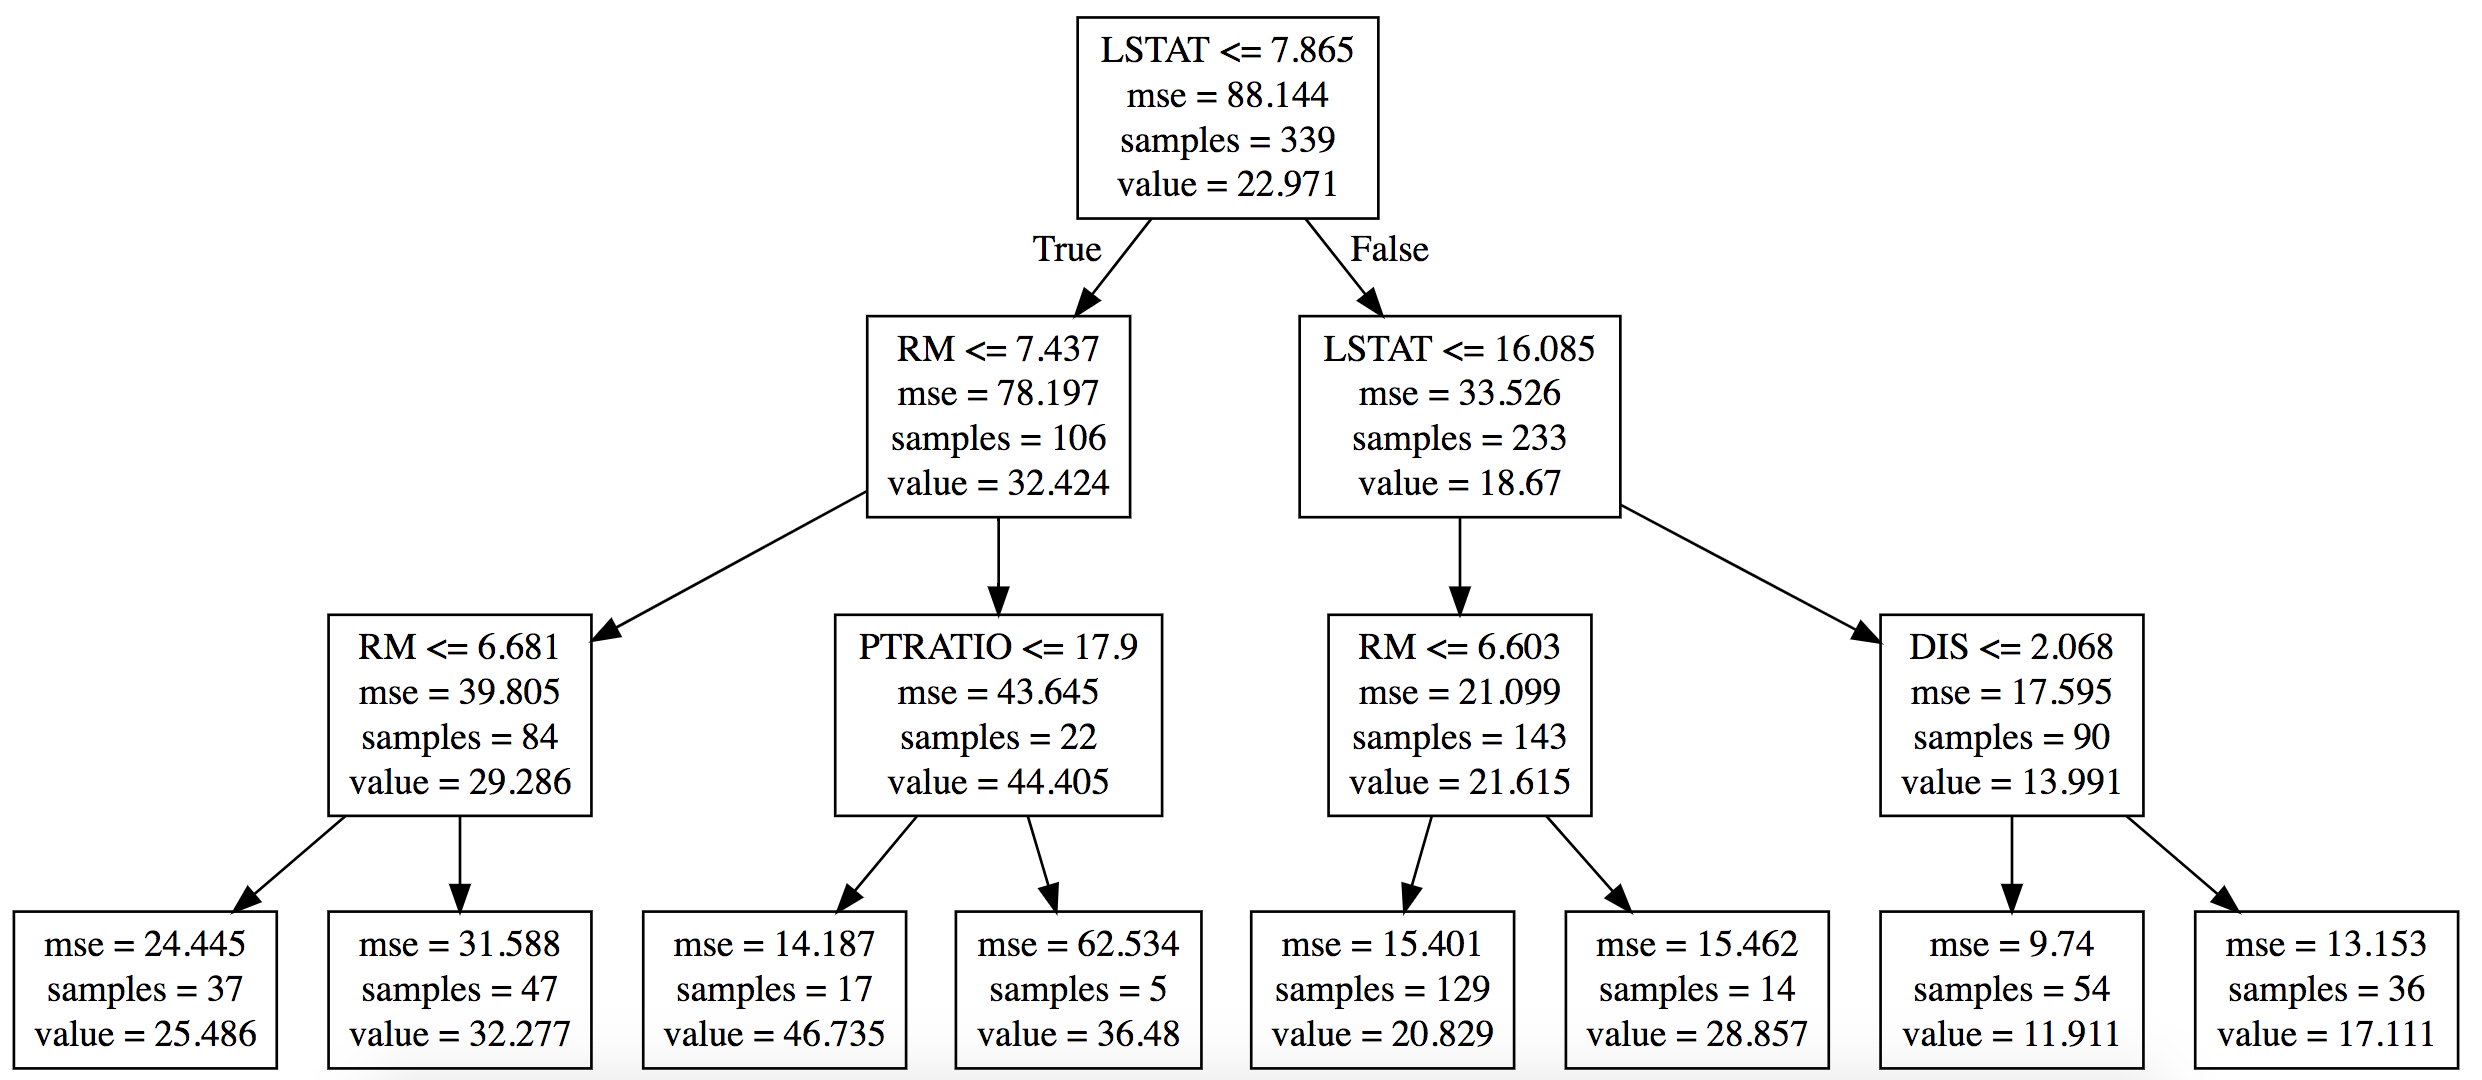 LSTAT <= 7.865
mse = 88.144
samples = 339
value = 22.971
True
False
RM <= 7.437
mse = 78.197
samples = 106
value = 32.424
LSTAT <= 16.085
mse = 33.526
samples = 233
value = 18.67
RM <= 6.681
mse = 39.805
samples = 84
value = 29.286
PTRATIO <= 17.9
mse = 43.645
samples = 22
value = 44.405
RM <= 6.603
mse = 21.099
samples = 143
value = 21.615
DIS <= 2.068
mse = 17.595
samples = 90
value = 13.991
mse = 24.445
samples = 37
value = 25.486
mse = 31.588
samples = 47
value = 32.277
mse = 14.187
samples = 17
value = 46.735
mse = 62.534
samples = 5
value = 36.48
mse = 15.401
samples = 129
value = 20.829
mse = 15.462
samples = 14
value = 28.857
mse = 9.74
samples = 54
value = 11.911
mse = 13.153
samples = 36
value = 17.111